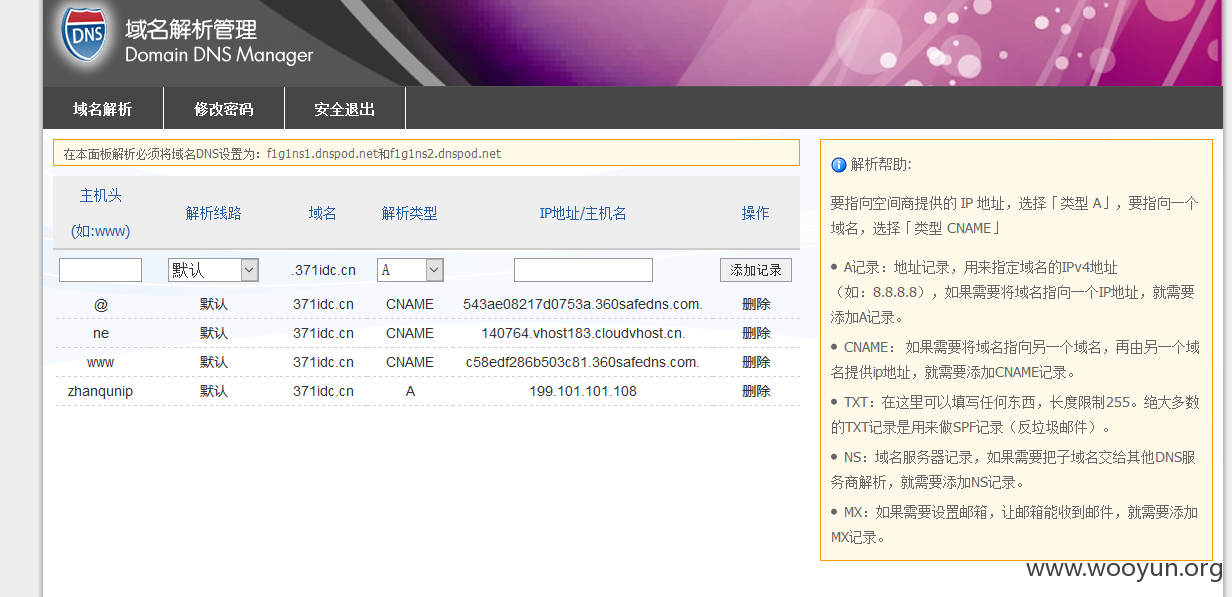 DNS
域名解析管理
Domain DNS Manager
域名解析 修改密码 安全退出
在本面板解析必须将域名DNS设置为：f1g1ns1.dnspod.net和f1g1ns2.dnspod.net
主机头
(如:www)
解析线路 域名 解析类型 IP地址/主机名 操作
默认 .371idc.cn A 添加记录
@ 默认 371idc.cn CNAME 543ae08217d0753a.360safedns.com. 删除
ne 默认 371idc.cn CNAME 140764.vhost183.cloudvhost.cn. 删除
www 默认 371idc.cn CNAME c58edf286b503c81.360safedns.com. 删除
zhanqunip 默认 371idc.cn A 199.101.101.108 删除
解析帮助:
要指向空间商提供的 IP 地址，选择「类型 A」，要指向一个
域名，选择「类型 CNAME」
● A记录：地址记录，用来指定域名的IPv4地址
（如：8.8.8.8），如果需要将域名指向一个IP地址，就需要
添加A记录。
● CNAME： 如果需要将域名指向另一个域名，再由另一个域
名提供ip地址，就需要添加CNAME记录。
● TXT：在这里可以填写任何东西，长度限制255。绝大多数
的TXT记录是用来做SPF记录（反垃圾邮件）。
● NS：域名服务器记录，如果需要把子域名交给其他DNS服
务商解析，就需要添加NS记录。
● MX：如果需要设置邮箱，让邮箱能收到邮件，就需要添加
MX记录。
www.wooyun.org